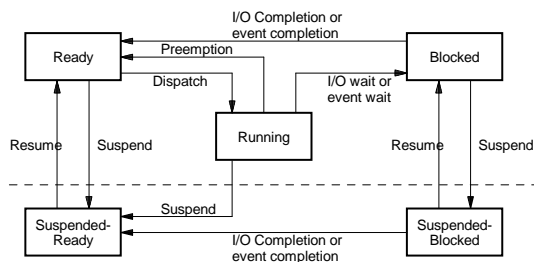 I/O Completion or
event completion
Ready
Preemption
Blocked
Dispatch
I/O wait or
event wait
Running
Resume
Suspend
Resume
Suspend
Suspend
Suspended-
Ready
Suspended-
Blocked
I/O Completion or
event completion